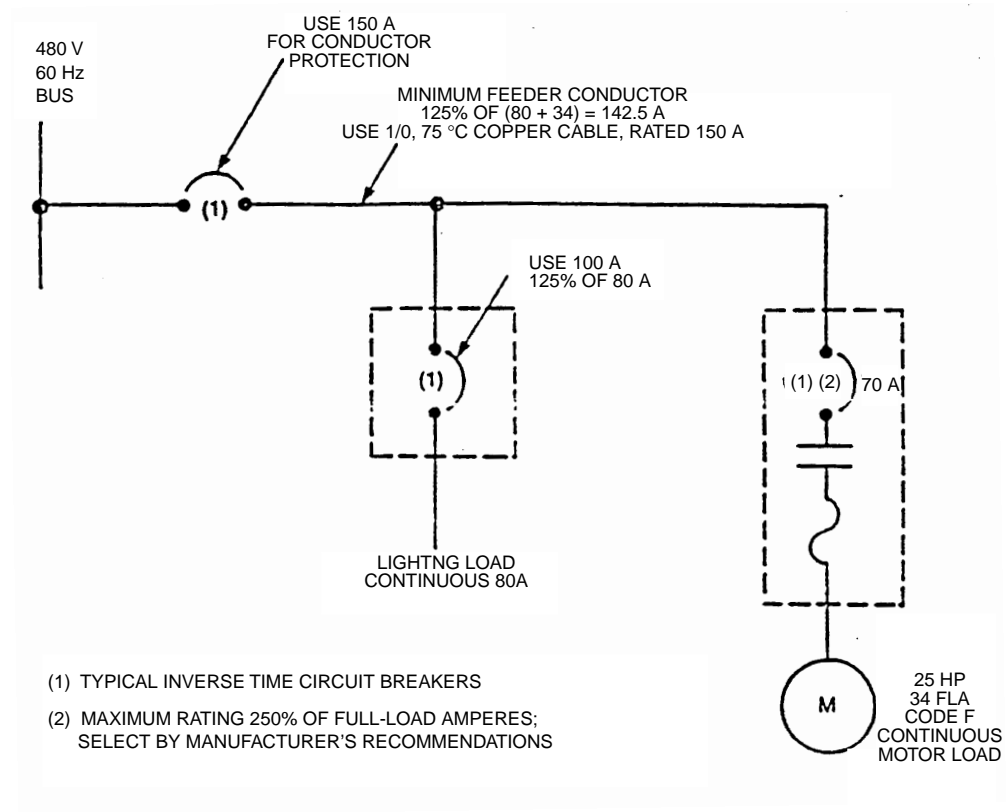 USE 150 A
FOR CONDUCTOR
PROTECTION
480 V
60 Hz
BUS
MINIMUM FEEDER CONDUCTOR
125% OF (80 + 34) = 142.5 A
USE 1/0, 75 °C COPPER CABLE, RATED 150 A
(1)
USE 100 A
125% OF 80 A
(1)
(1) (2) 70 A
LIGHTNG LOAD
CONTINUOUS 80A
M
25 HP
34 FLA
CODE F
CONTINUOUS
MOTOR LOAD
(1) TYPICAL INVERSE TIME CIRCUIT BREAKERS
(2) MAXIMUM RATING 250% OF FULL-LOAD AMPERES;
SELECT BY MANUFACTURER'S RECOMMENDATIONS